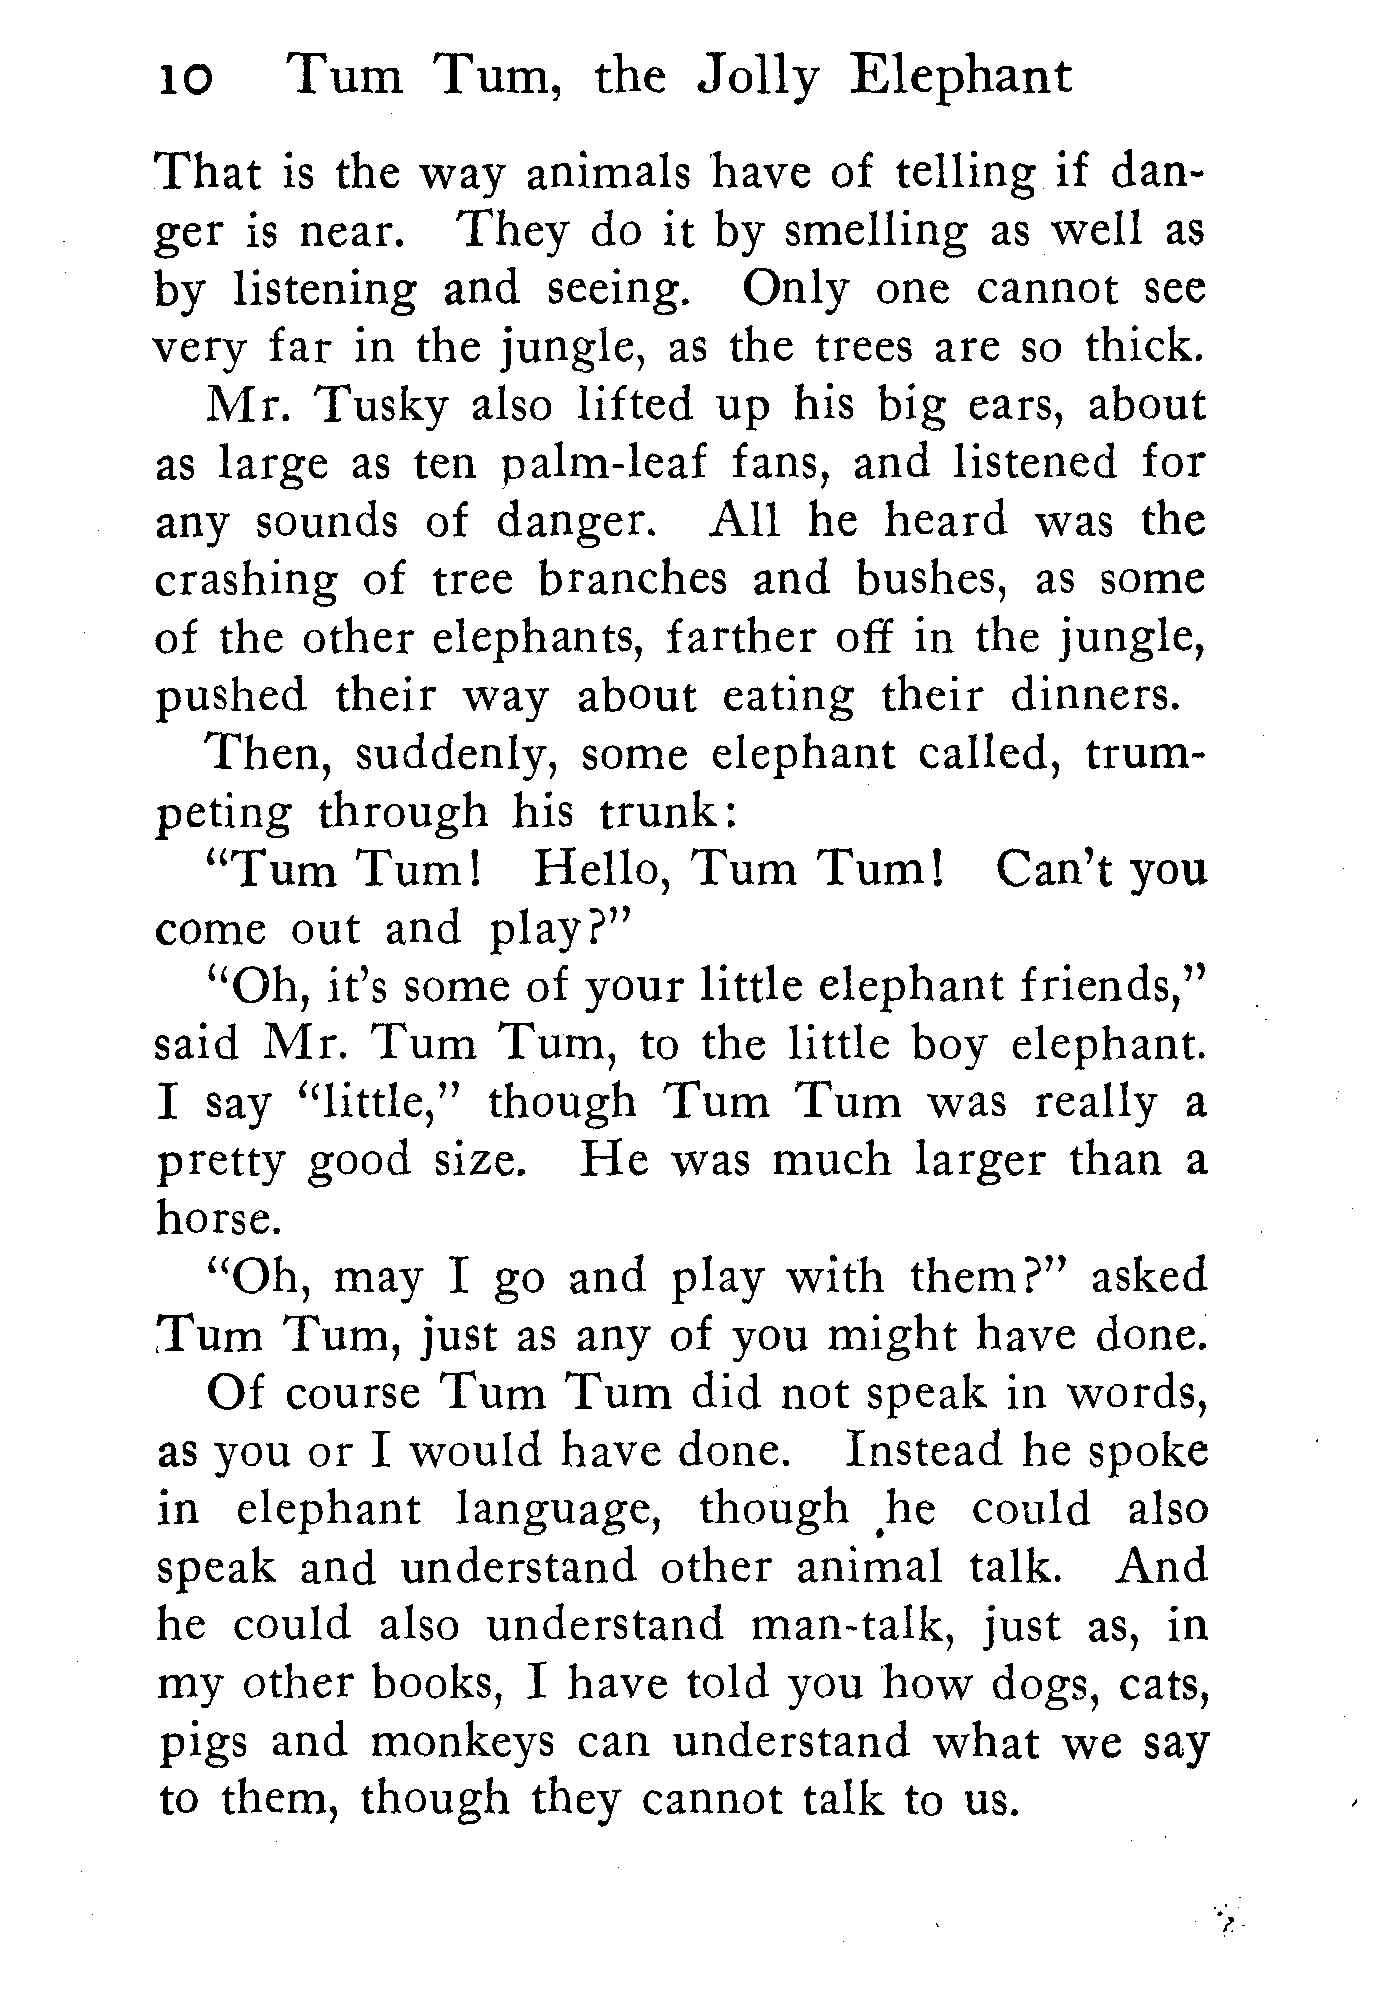 10 Tum Tum, the Jolly Elephant
That is the way animals have of telling if dan-
ger is near. They do it by smelling as well as
by listening and seeing. Only one cannot see
very far in the jungle, as the trees are so thick.
Mr. Tusky also lifted up his big ears, about
as large as ten palm-leaf fans, and listened for
any sounds of danger. All he heard was the
crashing of tree branches and bushes, as some
of the other elephants, farther off in the jungle,
pushed their way about eating their dinners.
Then, suddenly, some elephant called, trum-
peting through his trunk:
“Tum Tum! Hello, Tum Tum! Can’t you
come out and play?”
“Oh, it’s some of your little elephant friends,”
said Mr. Tum Tum, to the little boy elephant.
I say “little,” though Tum Tum was really a
pretty good size. He was much larger than a
horse.
“Oh, may I go and play with them?” asked
Tum Tum, just as any of you might have done.
Of course Tum Tum did not speak in words,
as you or I would have done. Instead he spoke
in elephant language, though he could also
speak and understand other animal talk. And
he could also understand man-talk, just as, in
my other books, I have told you how dogs, cats,
pigs and monkeys can understand what we say
to them, though they cannot talk to us.